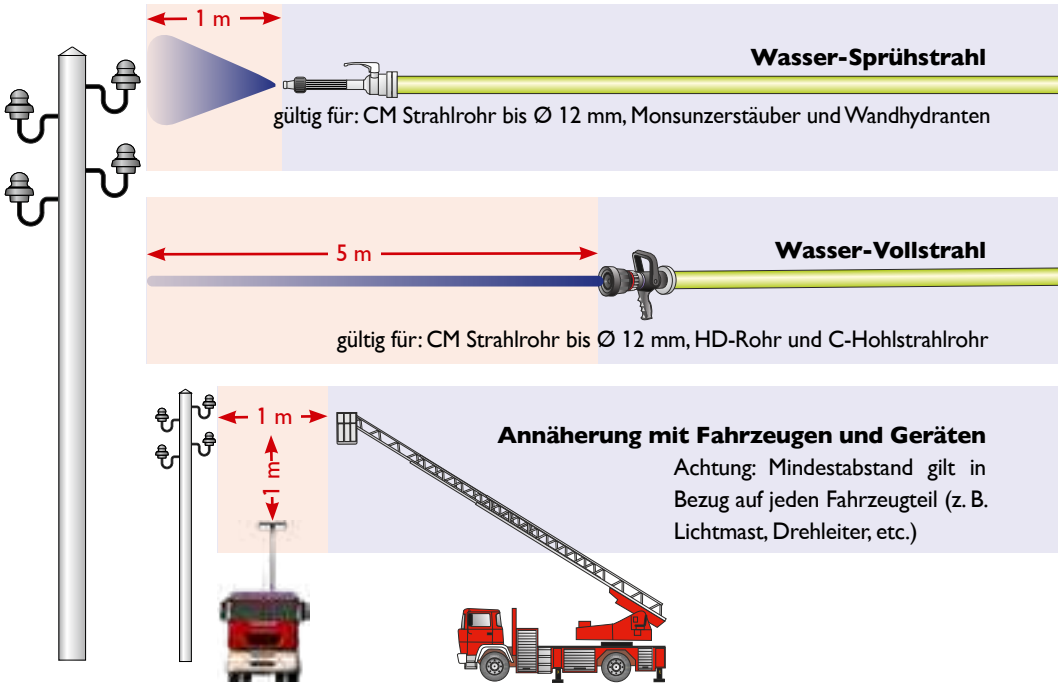 1 m
Wasser-Sprühstrahl
gültig für: CM Strahlrohr bis Ø 12 mm, Monsunzerstäuber und Wandhydranten
5 m
Wasser-Vollstrahl
gültig für: CM Strahlrohr bis Ø 12 mm, HD-Rohr und C-Hohlstrahlrohr
1 m
1 m
Annäherung mit Fahrzeugen und Geräten
Achtung: Mindestabstand gilt in
Bezug auf jeden Fahrzeugteil (z. B.
Lichtmast, Drehleiter, etc.)